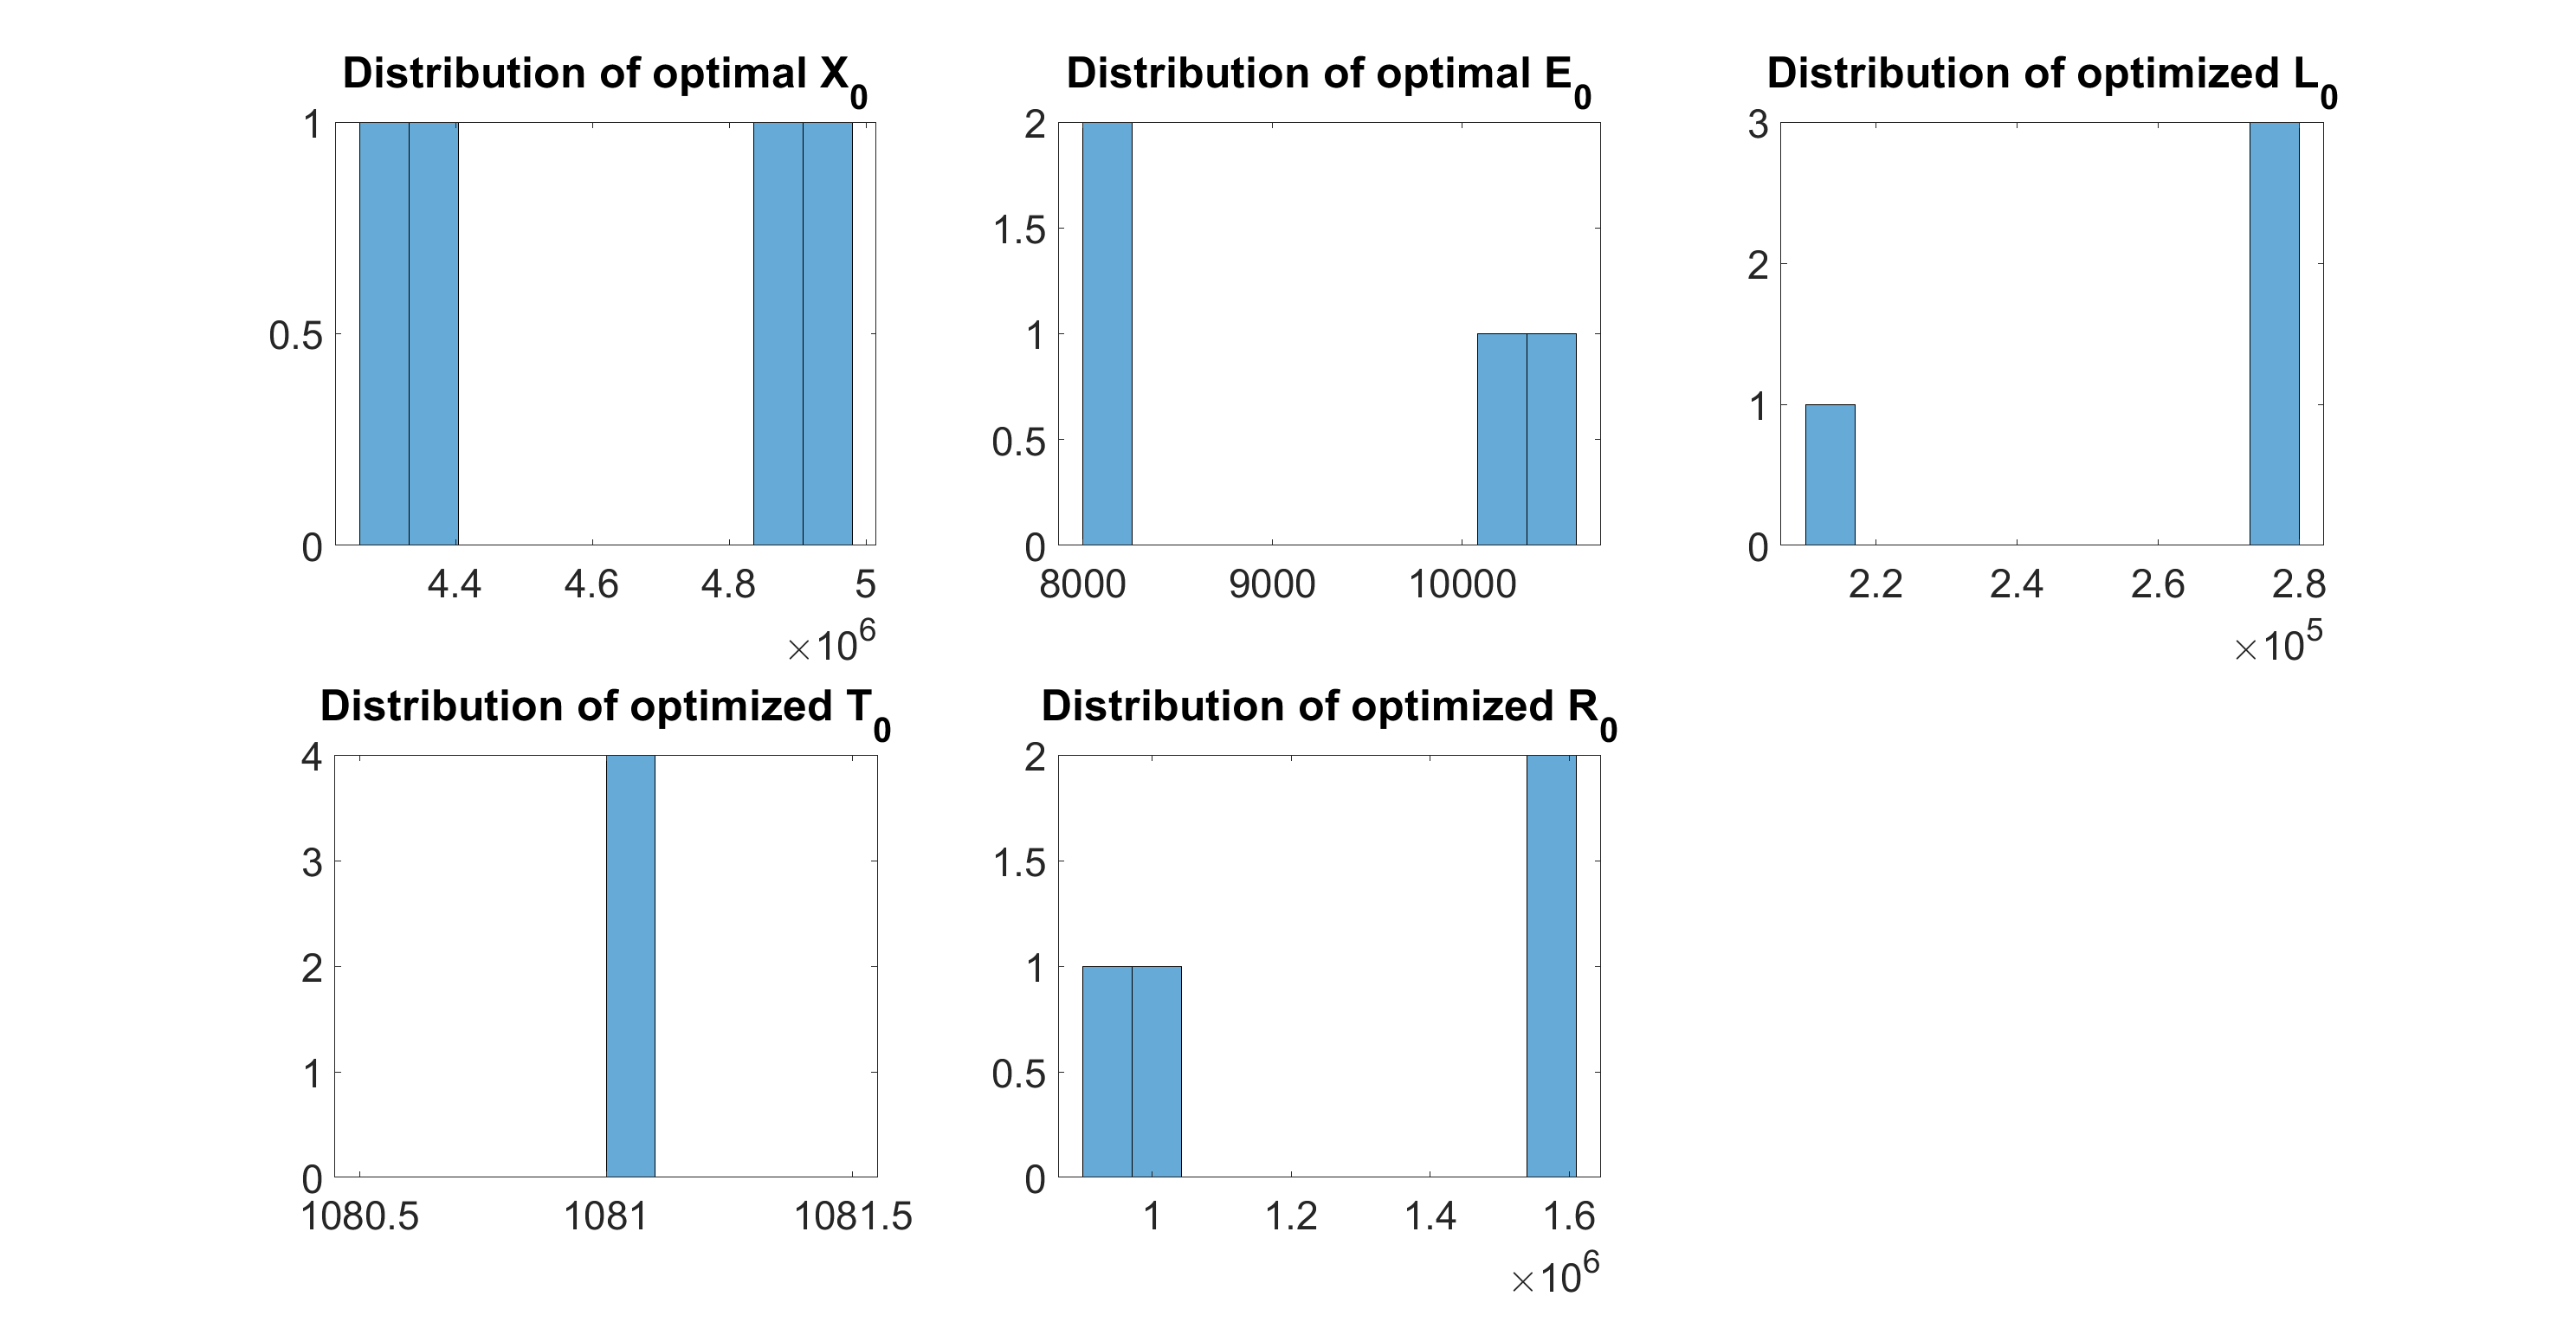 Distribution of optimal X0
1
0.5
0
4.4 4.6 4.8 5
×10^6
Distribution of optimal E0
2
1.5
1
0.5
0
8000 9000 10000
Distribution of optimized L0
3
2
1
0
2.2 2.4 2.6 2.8
×10^5
Distribution of optimized T0
4
3
2
1
0
1080.5 1081 1081.5
Distribution of optimized R0
2
1.5
1
0.5
0
1 1.2 1.4 1.6
×10^6